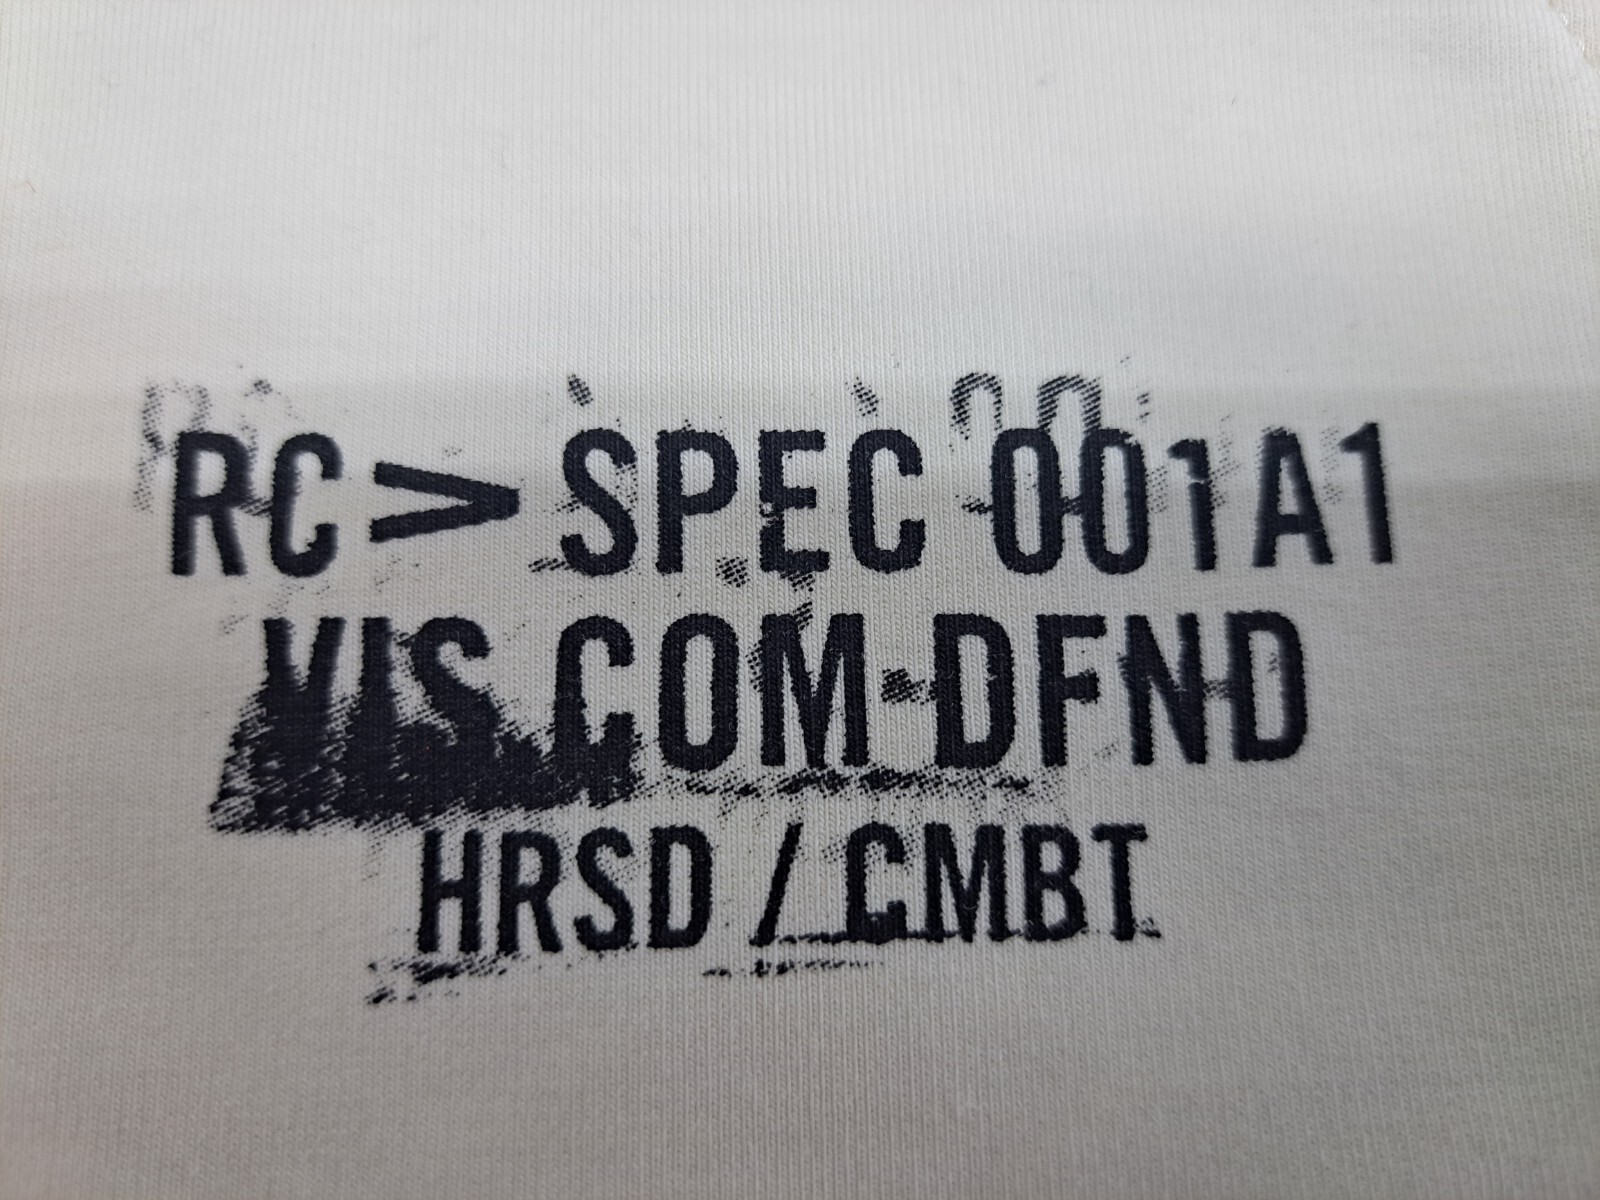 RC> SPEC 001A1
VIS COM DFND
HRSD / CMBT